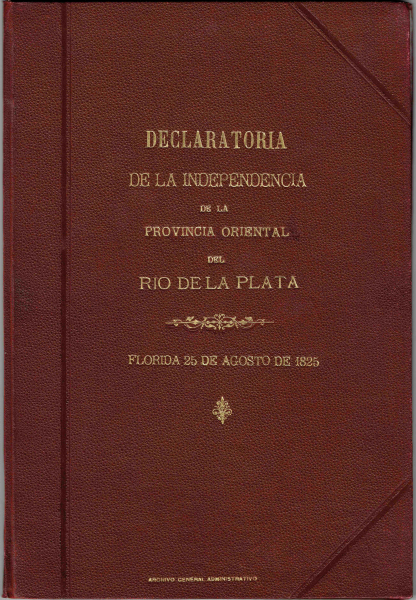 DECLARATORIA
DE LA INDEPENDENCIA
DE LA
PROVINCIA ORIENTAL
DEL
RIO DE LA PLATA
FLORIDA 25 DE AGOSTO DE 1825
ARCHIVO GENERAL ADMINISTRATIVO